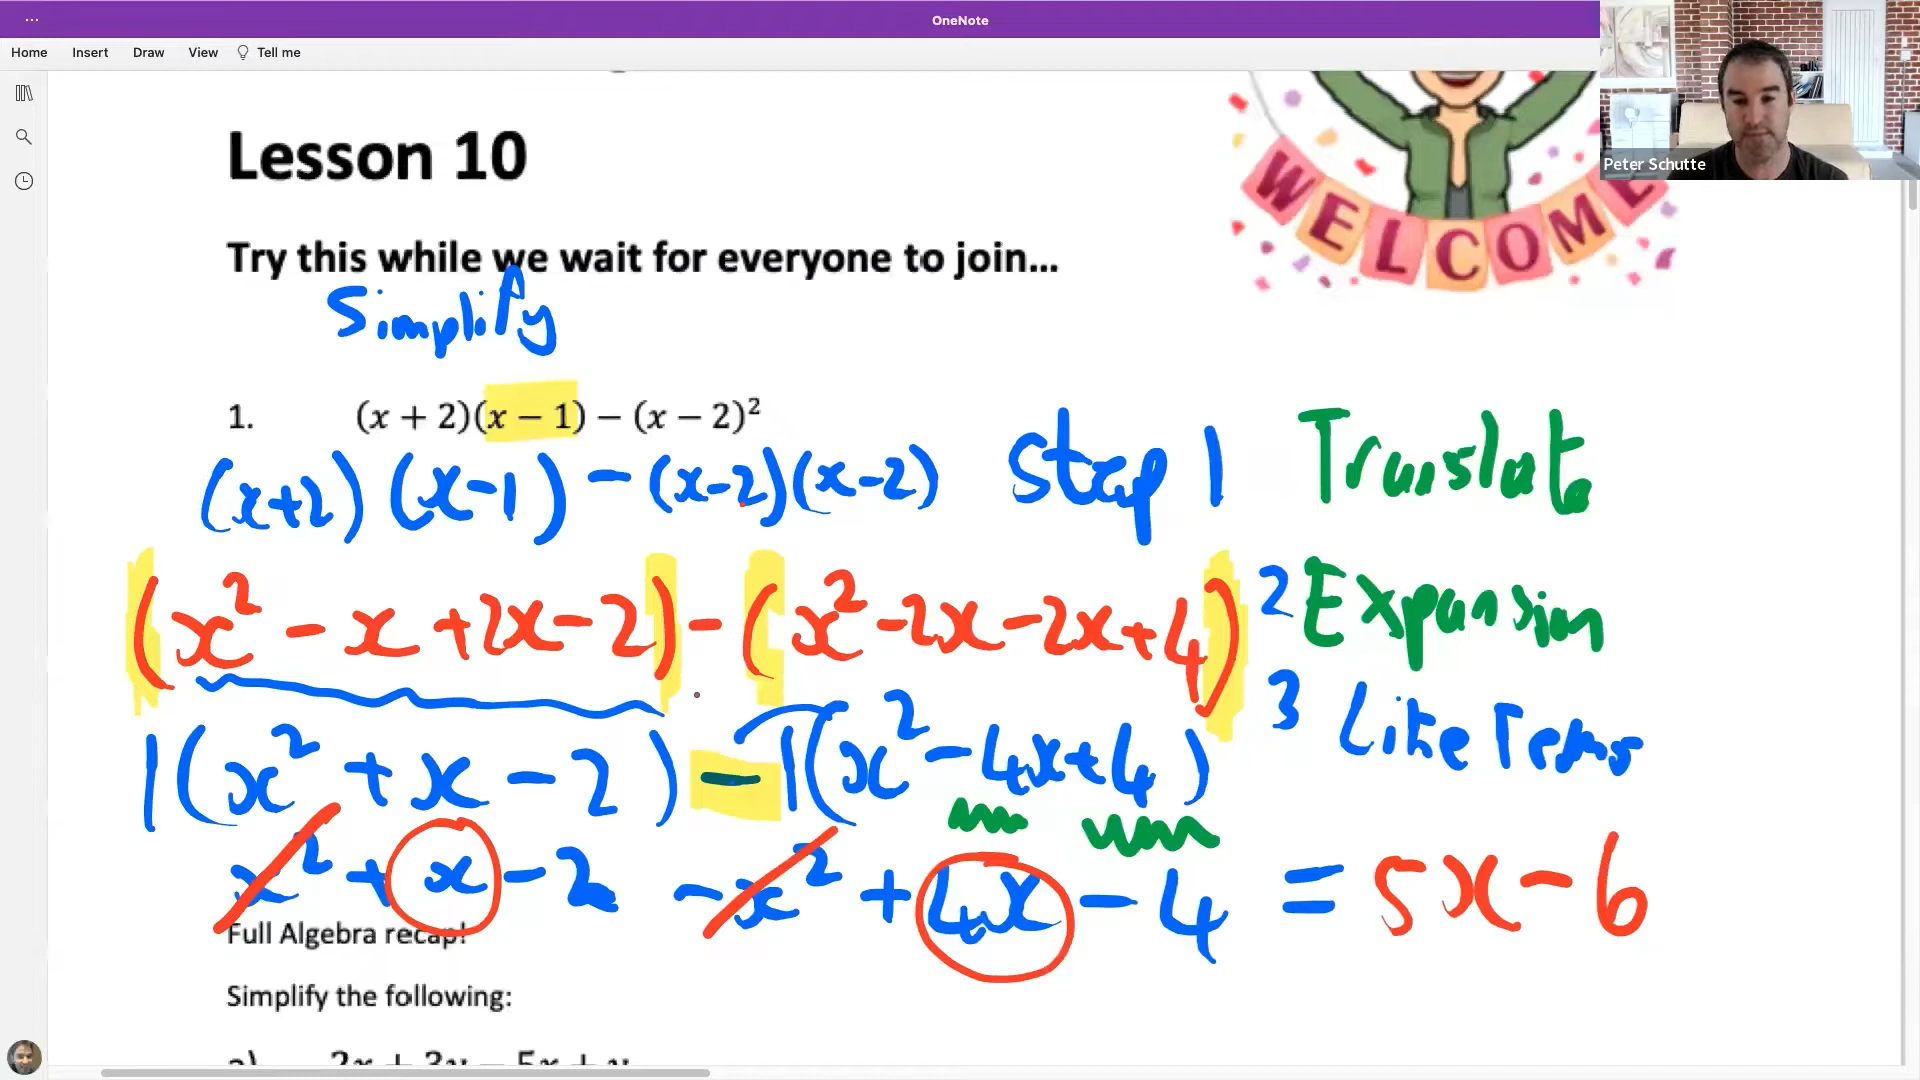 OneNote
Home Insert Draw View Tell me
Peter Schutte
WELCOME
Lesson 10
Try this while we wait for everyone to join...
Simplify
1. (x + 2)(x − 1) − (x − 2)²
(x+2)(x-1) - (x-2)(x-2) Step 1 Translate
(x² - x + 2x - 2) - (x² - 2x - 2x + 4) 2 Expansion
3 Like Terms
1(x² + x - 2) - 1(x² - 4x + 4)
x² + x - 2 - x² + 4x - 4 = 5x - 6
Full Algebra recap!
Simplify the following:
a) 2x + 3y − 5x + y